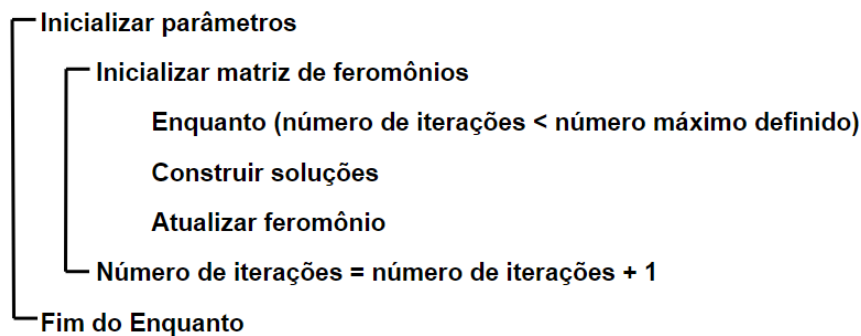 Inicializar parâmetros
Inicializar matriz de feromônios
Enquanto (número de iterações < número máximo definido)
Construir soluções
Atualizar feromônio
Número de iterações = número de iterações + 1
Fim do Enquanto